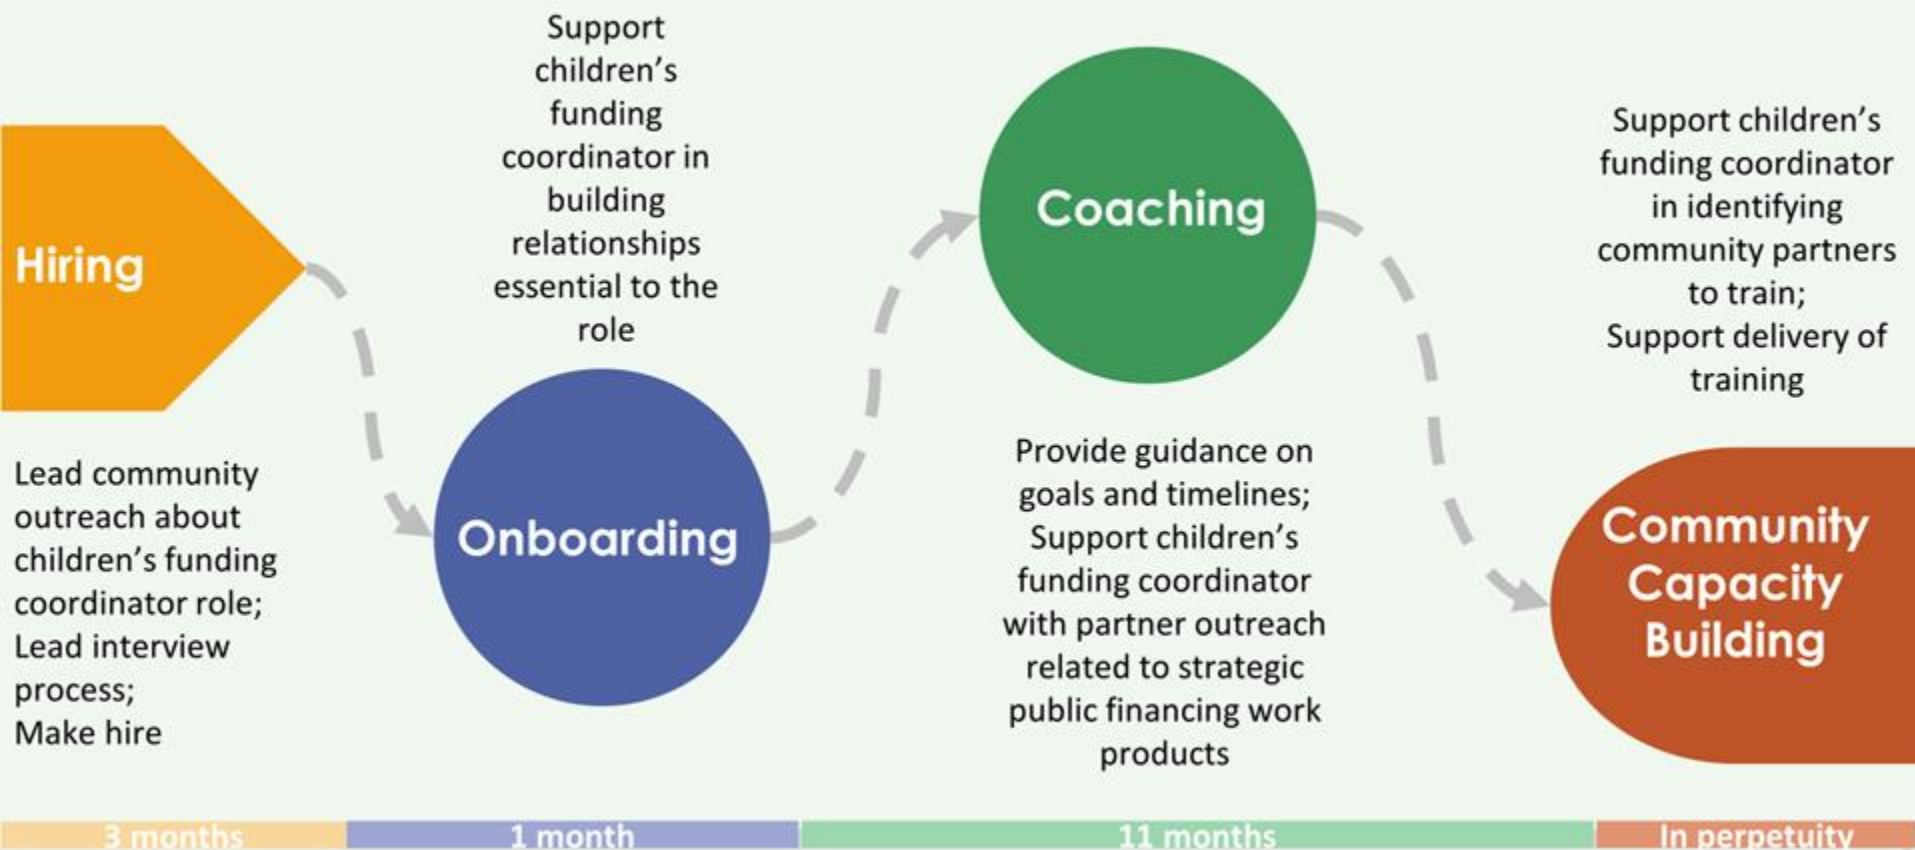 Hiring
Lead community
outreach about
children's funding
coordinator role;
Lead interview
process;
Make hire
Support
children's
funding
coordinator in
building
relationships
essential to the
role
Onboarding
Coaching
Provide guidance on
goals and timelines;
Support children's
funding coordinator
with partner outreach
related to strategic
public financing work
products
Support children's
funding coordinator
in identifying
community partners
to train;
Support delivery of
training
Community
Capacity
Building
3 months
1 month
11 months
In perpetuity